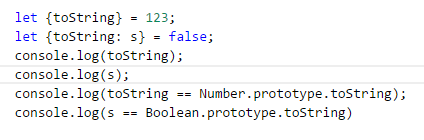 let {toString} = 123;
let {toString: s} = false;
console.log(toString);
console.log(s);
console.log(toString == Number.prototype.toString);
console.log(s == Boolean.prototype.toString)